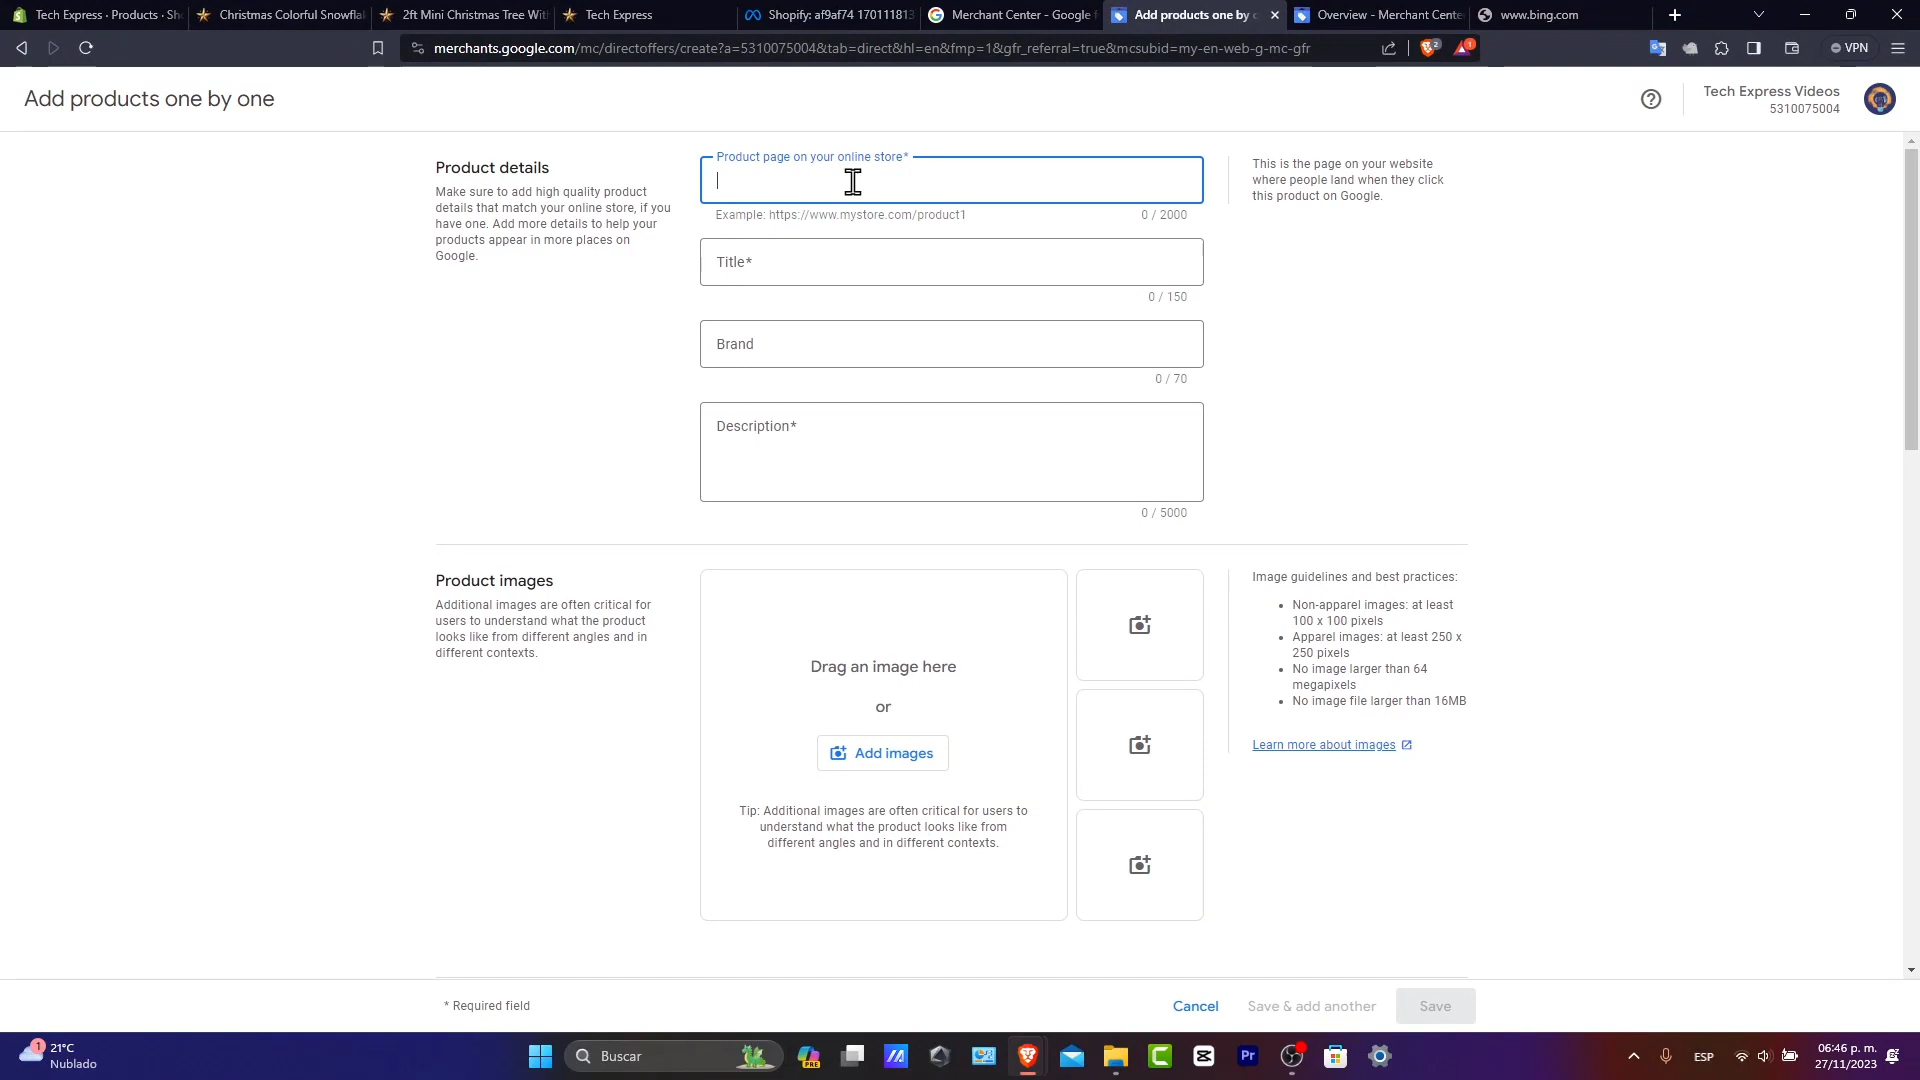 Tech Express · Products · Sh
Christmas Colorful Snowfla
2ft Mini Christmas Tree Wit
Tech Express
Shopify: af9af74 170111813
Merchant Center - Google
Add products one by
Overview - Merchant Cente
www.bing.com
merchants.google.com/mc/directoffers/create?a=5310075004&tab=direct&hl=en&fmp=1&gfr_referral=true&mcsubid=my-en-web-g-mc-gfr
2
1
VPN
Add products one by one
Tech Express Videos
5310075004
Product details
Make sure to add high quality product
details that match your online store, if you
have one. Add more details to help your
products appear in more places on
Google.
Product page on your online store*
Example: https://www.mystore.com/product1
0 / 2000
This is the page on your website
where people land when they click
this product on Google.
Title*
0 / 150
Brand
0 / 70
Description*
0 / 5000
Product images
Additional images are often critical for
users to understand what the product
looks like from different angles and in
different contexts.
Drag an image here
or
Add images
Tip: Additional images are often critical for users to
understand what the product looks like from
different angles and in different contexts.
Image guidelines and best practices:
• Non-apparel images: at least
100 x 100 pixels
• Apparel images: at least 250 x
250 pixels
• No image larger than 64
megapixels
• No image file larger than 16MB
Learn more about images
* Required field
Cancel
Save & add another
Save
1
21°C
Nublado
Buscar
PRE
Pr
ESP
06:46 p. m.
27/11/2023